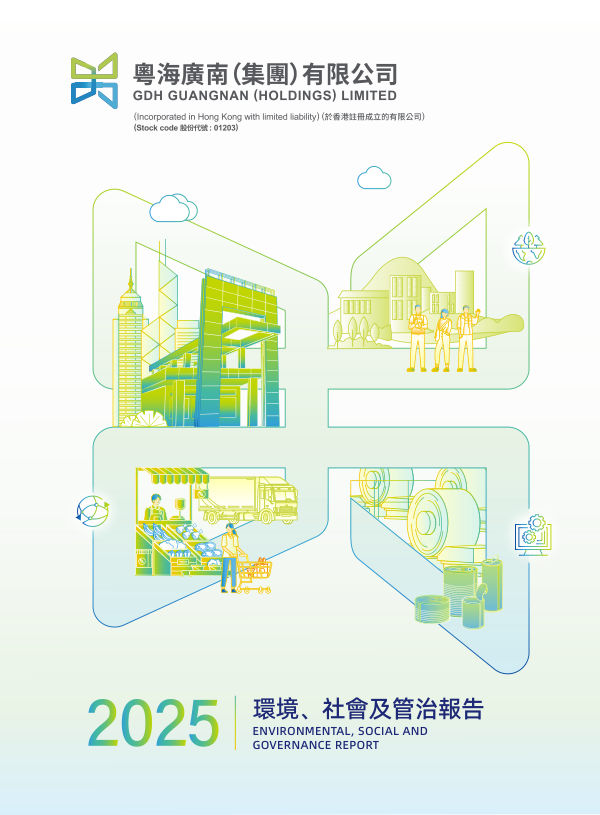 粵海廣南（集團）有限公司
GDH GUANGNAN (HOLDINGS) LIMITED
(Incorporated in Hong Kong with limited liability) (於香港註冊成立的有限公司)
(Stock code 股份代號 : 01203)
2025
環境、社會及管治報告
ENVIRONMENTAL, SOCIAL AND
GOVERNANCE REPORT